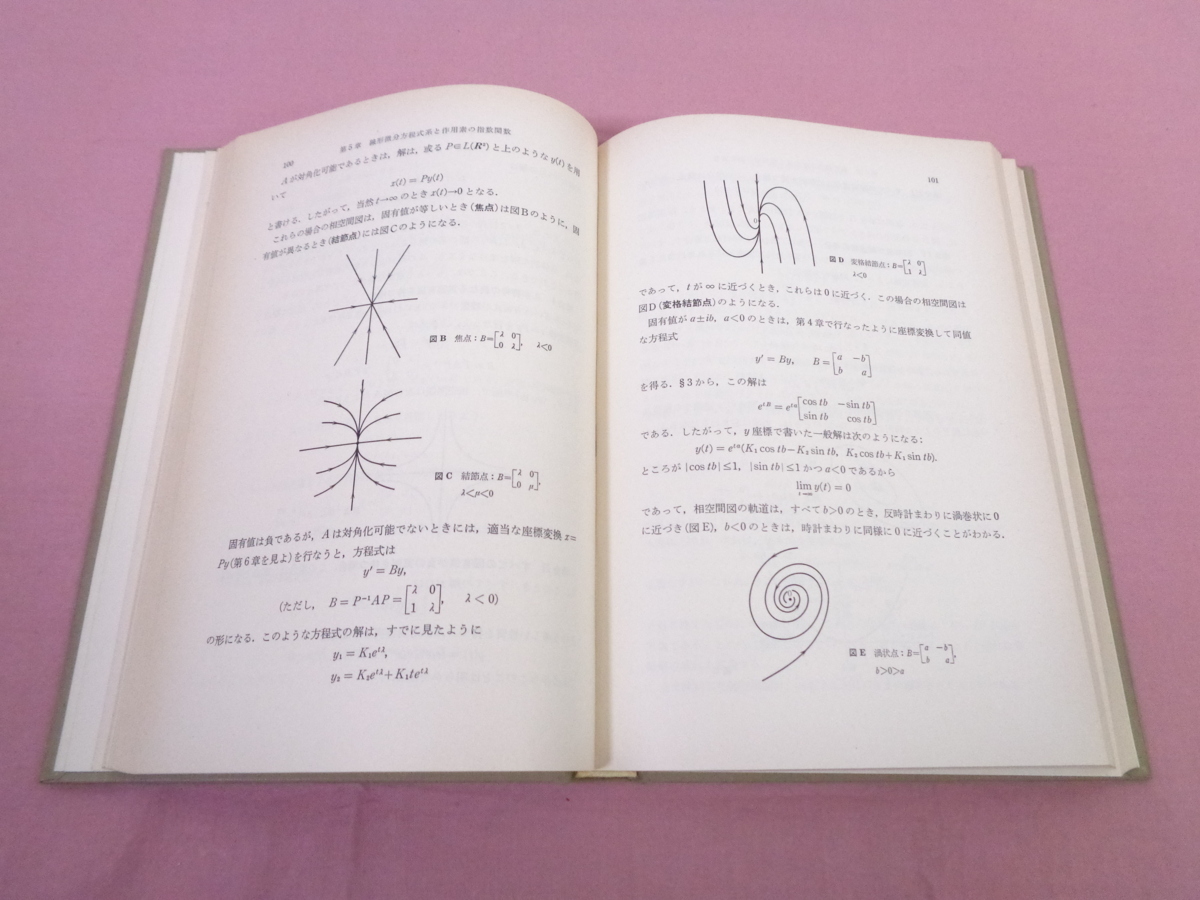 100
第5章 線形微分方程式系と作用素の指数関数
Aが対角化可能であるときは，解は，或る P∈L(R²) と上のような y(t) を用
いて
x(t) = Py(t)
と書ける．したがって，当然 t→∞ のとき x(t)→0 となる．
これらの場合の相空間図は，固有値が等しいとき(焦点)は図Bのように，固
有値が異なるとき(結節点)には図Cのようになる．
図B 焦点：B=[λ 0
0 λ], λ<0
図C 結節点：B=[λ 0
0 μ],
λ<μ<0
固有値は負であるが，Aは対角化可能でないときには，適当な座標変換 x=
Py(第6章を見よ)を行なうと，方程式は
y′ = By,
(ただし， B = P⁻¹AP = [λ 0
1 λ], λ < 0)
の形になる．このような方程式の解は，すでに見たように
y₁ = K₁e^{tλ},
y₂ = K₂e^{tλ}+K₁te^{tλ}
101
0
図D 変格結節点：B=[λ 0
1 λ]
λ<0
であって，t が ∞ に近づくとき，これらは0に近づく．この場合の相空間図は
図D(変格結節点)のようになる．
固有値が a±ib, a<0 のときは，第4章で行なったように座標変換して同値
な方程式
y′ = By, B = [a −b
b a]
を得る．§3から，この解は
e^{tB} = e^{ta}[cos tb −sin tb
sin tb cos tb]
である．したがって，y 座標で書いた一般解は次のようになる：
y(t) = e^{ta}(K₁ cos tb−K₂ sin tb, K₂ cos tb+K₁ sin tb).
ところが |cos tb|≤1, |sin tb|≤1 かつ a<0 であるから
lim y(t) = 0
t→∞
であって，相空間図の軌道は，すべて b>0 のとき，反時計まわりに渦巻状に0
に近づき(図E)，b<0 のときは，時計まわりに同様に0に近づくことがわかる．
0
図E 渦状点：B=[a −b
b a],
b>0>a